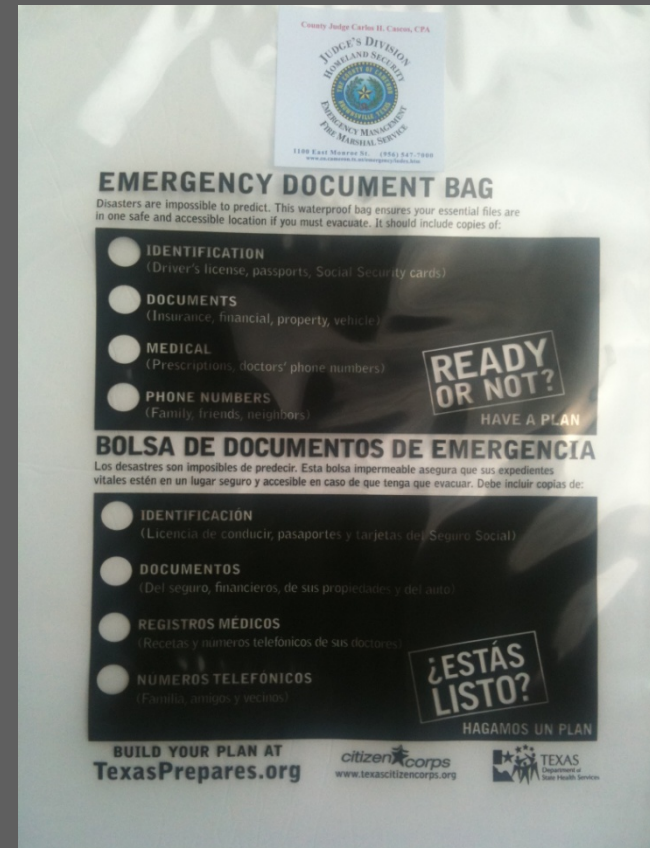 County Judge Carlos H. Cascos, CPA
JUDGE'S DIVISION
HOMELAND SECURITY
EMERGENCY MANAGEMENT
FIRE MARSHAL SERVICE
1100 East Monroe St. (956) 547-7000
EMERGENCY DOCUMENT BAG
Disasters are impossible to predict. This waterproof bag ensures your essential files are
in one safe and accessible location if you must evacuate. It should include copies of:
IDENTIFICATION
(Driver's license, passports, Social Security cards)
DOCUMENTS
(Insurance, financial, property, vehicle)
MEDICAL
(Prescriptions, doctors' phone numbers)
PHONE NUMBERS
(Family, friends, neighbors)
READY
OR NOT?
HAVE A PLAN
BOLSA DE DOCUMENTOS DE EMERGENCIA
Los desastres son imposibles de predecir. Esta bolsa impermeable asegura que sus expedientes
vitales estén en un lugar seguro y accesible en caso de que tenga que evacuar. Debe incluir copias de:
IDENTIFICACIÓN
(Licencia de conducir, pasaportes y tarjetas del Seguro Social)
DOCUMENTOS
(Del seguro, financieros, de sus propiedades y del auto)
REGISTROS MÉDICOS
(Recetas y números telefónicos de sus doctores)
NÚMEROS TELEFÓNICOS
(Familia, amigos y vecinos)
¿ESTÁS
LISTO?
HAGAMOS UN PLAN
BUILD YOUR PLAN AT
TexasPrepares.org
citizen corps
www.texascitizencorps.org
TEXAS
Department of
State Health Services